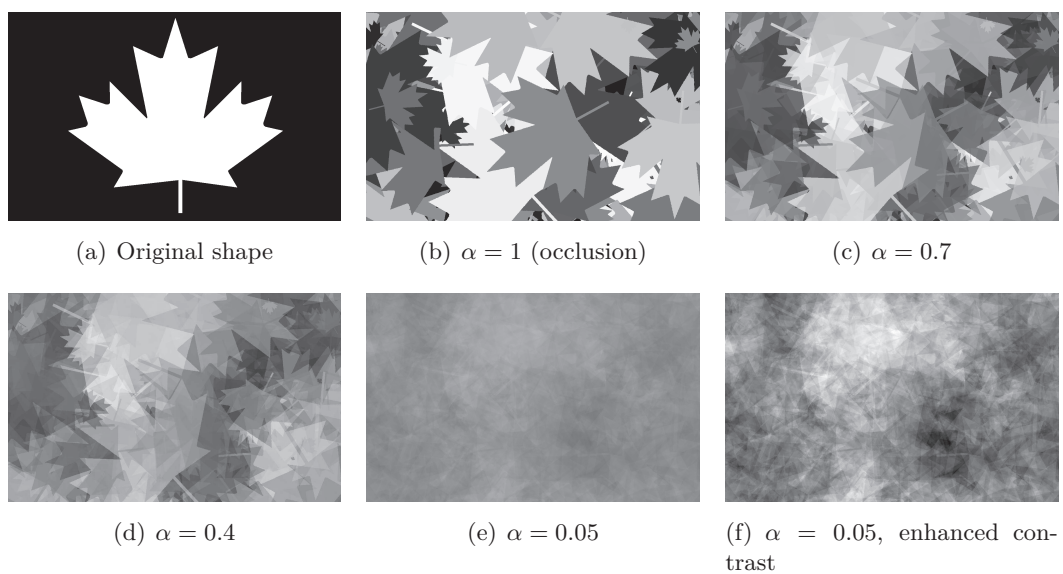 (a) Original shape
(b) α = 1 (occlusion)
(c) α = 0.7
(d) α = 0.4
(e) α = 0.05
(f) α = 0.05, enhanced con-
trast